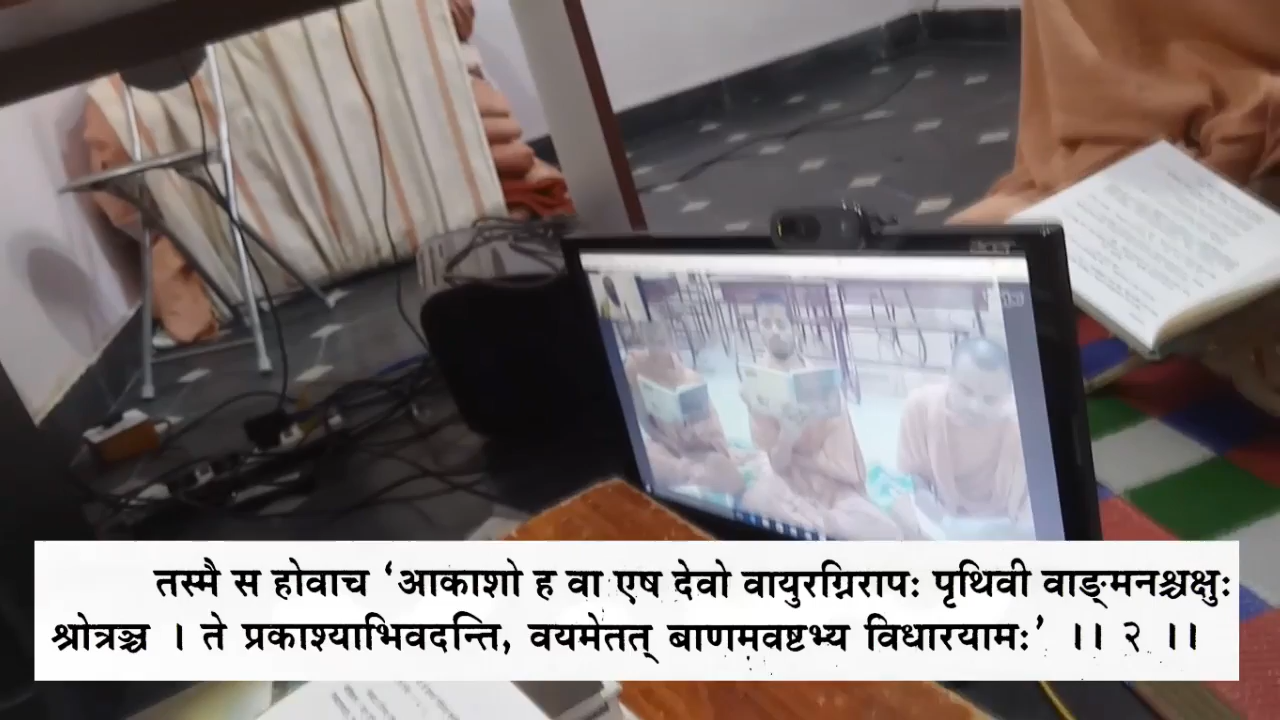 तस्मै स होवाच ‘आकाशो ह वा एष देवो वायुरग्निरापः पृथिवी वाङ्मनश्चक्षुः
श्रोत्रञ्च । ते प्रकाश्याभिवदन्ति, वयमेतत् बाणमवष्टभ्य विधारयामः’ ।। २ ।।